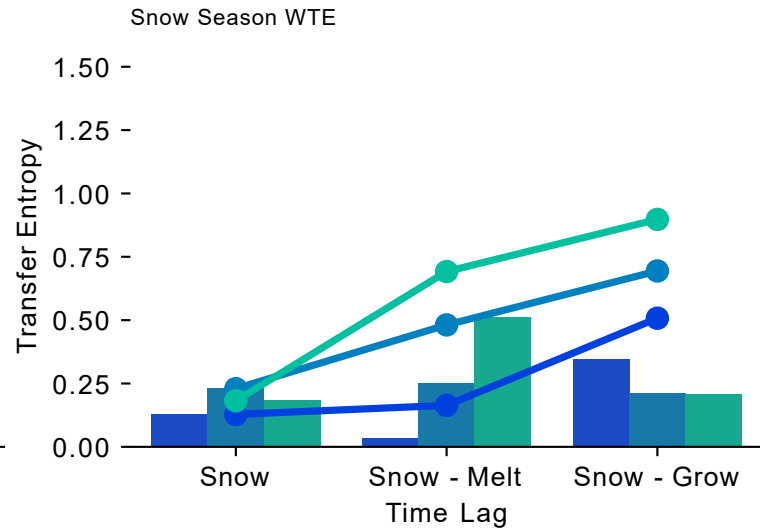 Snow Season WTE
1.50
1.25
1.00
0.75
0.50
0.25
0.00
Transfer Entropy
Snow
Snow - Melt
Snow - Grow
Time Lag